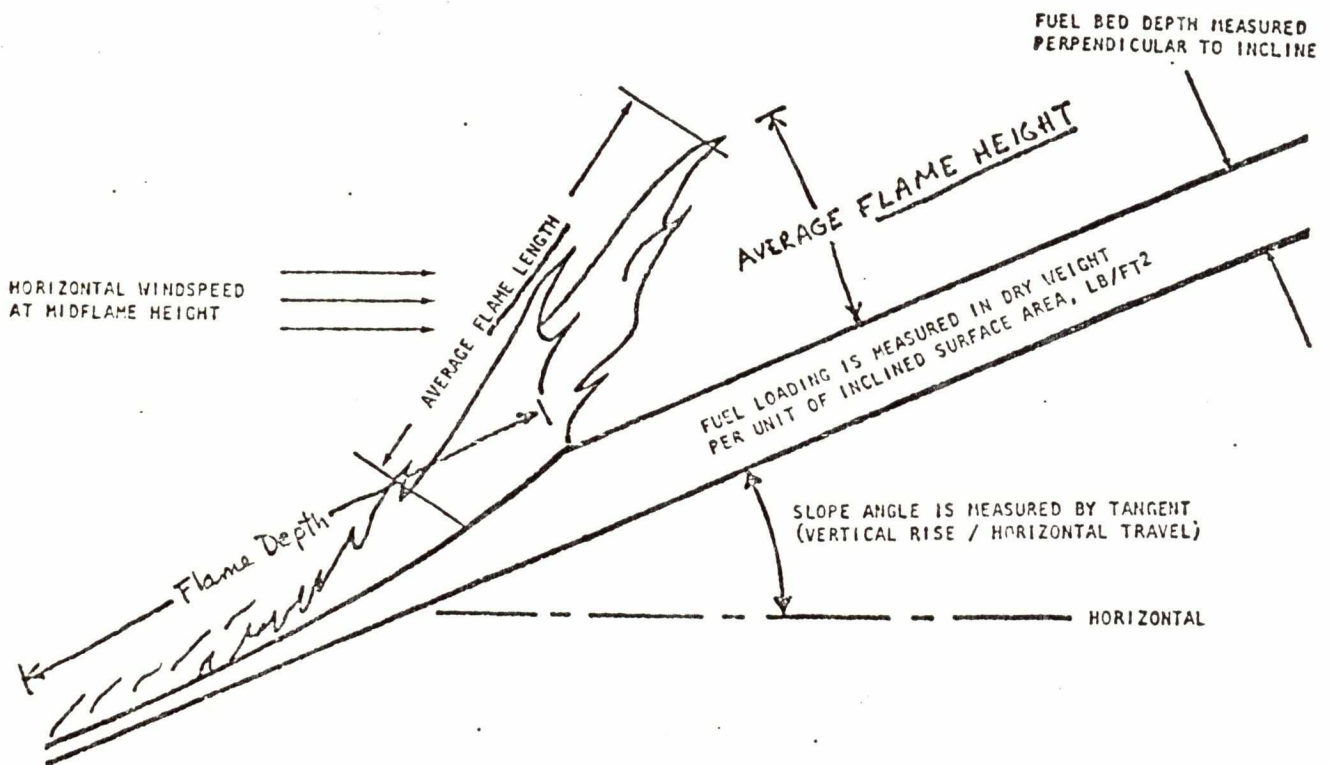 FUEL BED DEPTH MEASURED
PERPENDICULAR TO INCLINE
AVERAGE FLAME HEIGHT
AVERAGE FLAME LENGTH
HORIZONTAL WINDSPEED
AT MIDFLAME HEIGHT
FUEL LOADING IS MEASURED IN DRY WEIGHT
PER UNIT OF INCLINED SURFACE AREA, LB/FT²
SLOPE ANGLE IS MEASURED BY TANGENT
(VERTICAL RISE / HORIZONTAL TRAVEL)
Flame Depth
HORIZONTAL